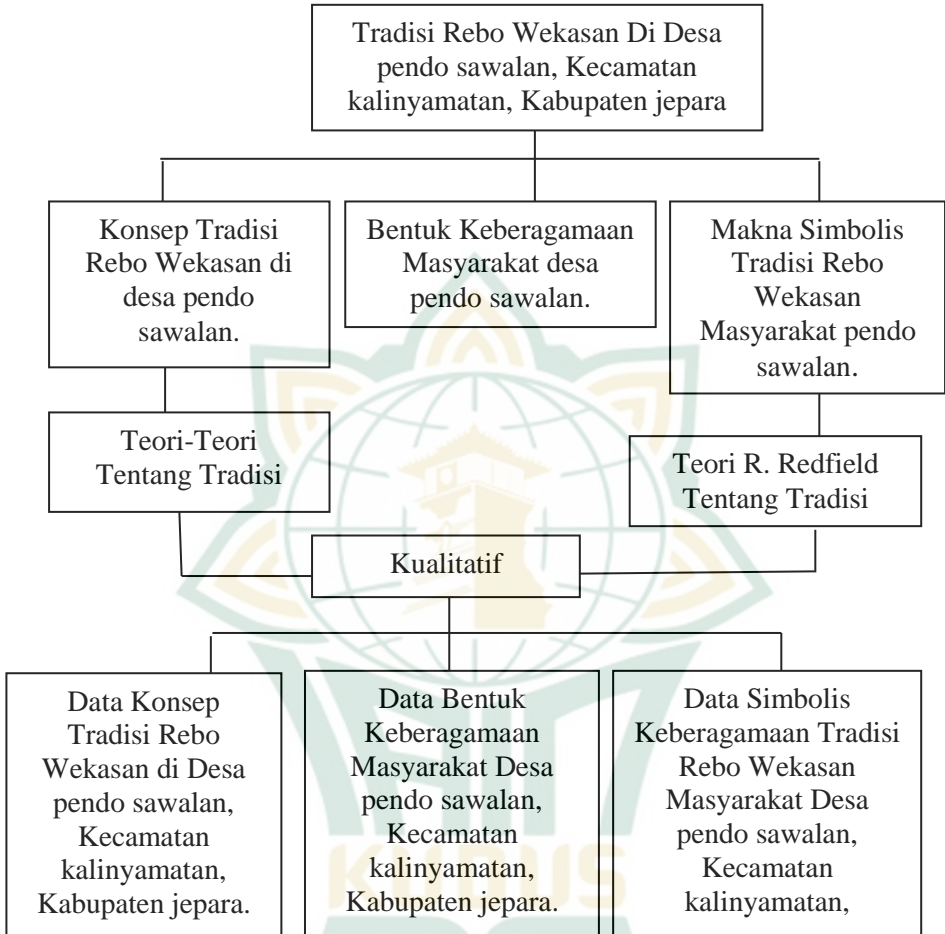 Tradisi Rebo Wekasan Di Desa
pendo sawalan, Kecamatan
kalinyamatan, Kabupaten jepara
Konsep Tradisi
Rebo Wekasan di
desa pendo
sawalan.
Bentuk Keberagamaan
Masyarakat desa
pendo sawalan.
Makna Simbolis
Tradisi Rebo
Wekasan
Masyarakat pendo
sawalan.
Teori-Teori
Tentang Tradisi
Teori R. Redfield
Tentang Tradisi
Kualitatif
Data Konsep
Tradisi Rebo
Wekasan di Desa
pendo sawalan,
Kecamatan
kalinyamatan,
Kabupaten jepara.
Data Bentuk
Keberagamaan
Masyarakat Desa
pendo sawalan,
Kecamatan
kalinyamatan,
Kabupaten jepara.
Data Simbolis
Keberagamaan Tradisi
Rebo Wekasan
Masyarakat Desa
pendo sawalan,
Kecamatan
kalinyamatan,
KUDUS